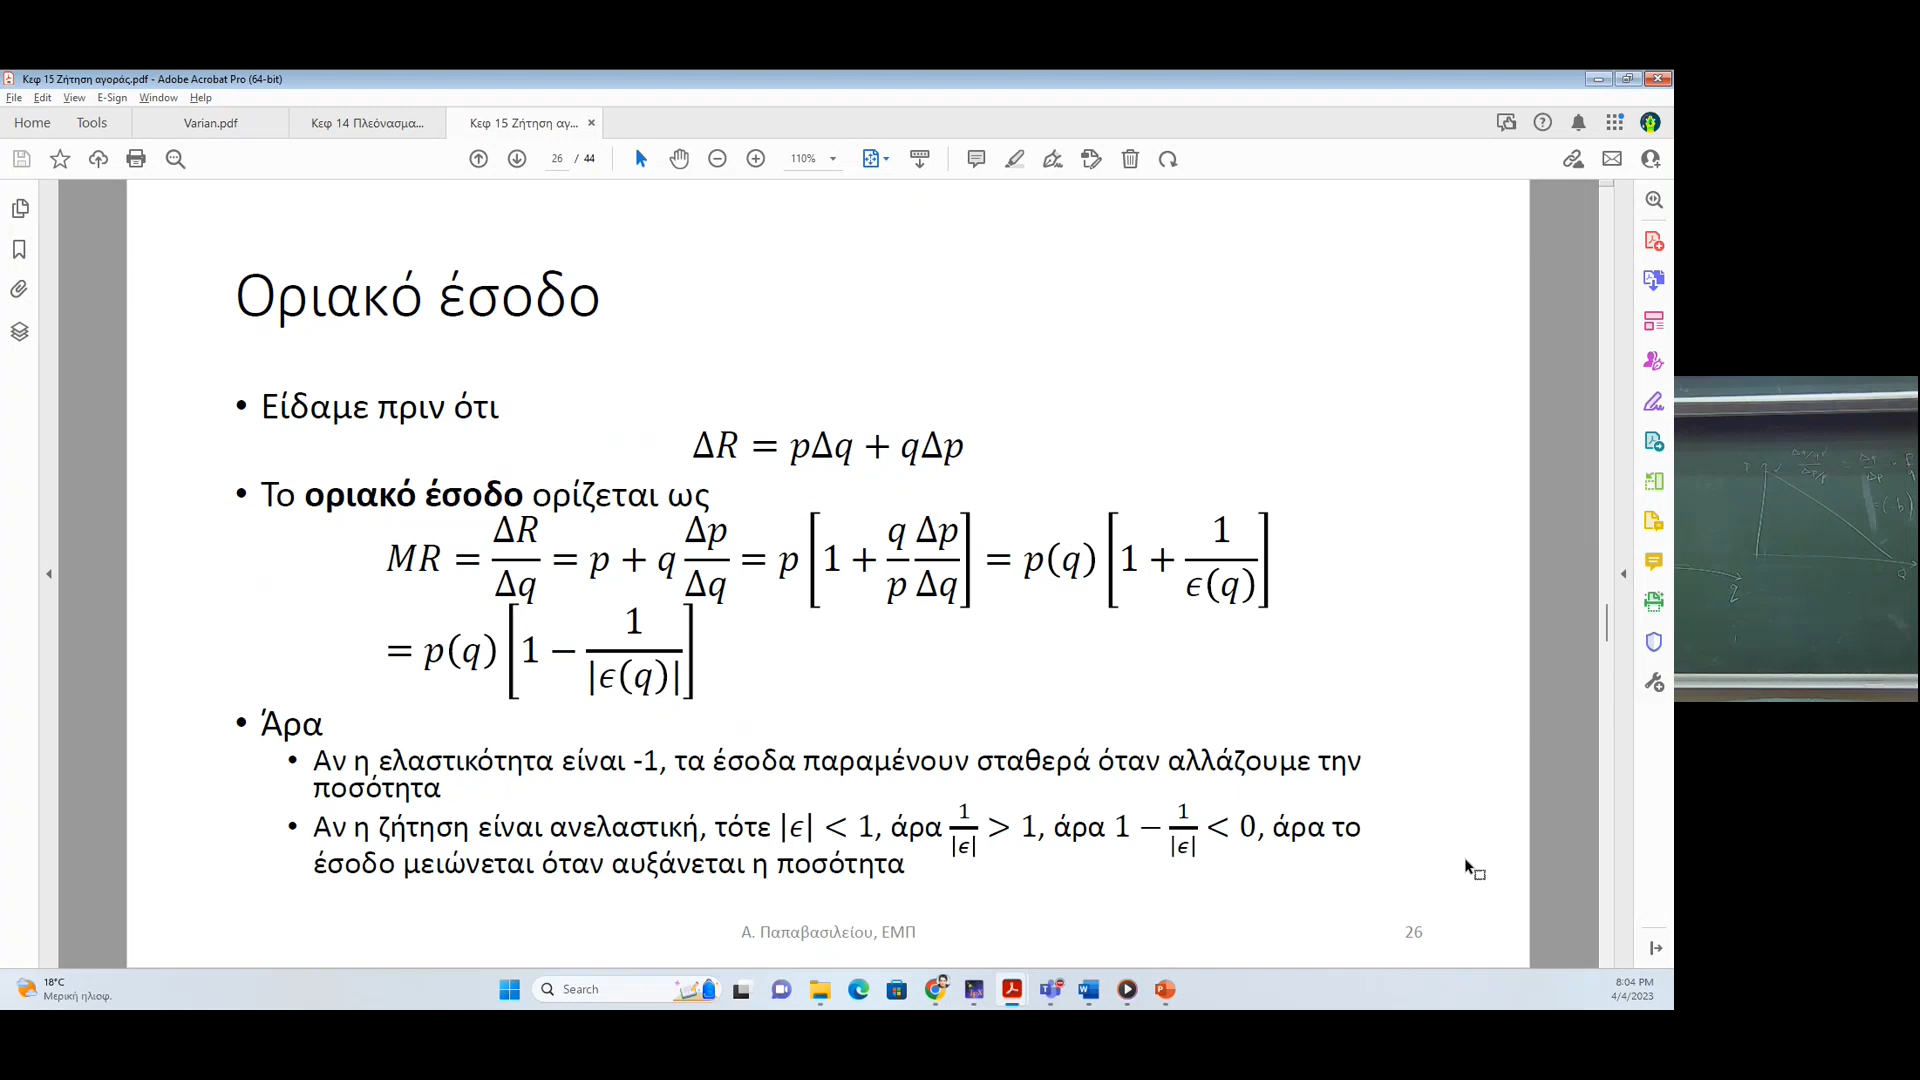 Κεφ 15 Ζήτηση αγοράς.pdf - Adobe Acrobat Pro (64-bit)
File Edit View E-Sign Window Help
Home Tools Varian.pdf Κεφ 14 Πλεόνασμα... Κεφ 15 Ζήτηση αγ... ×
26 / 44 110%
Οριακό έσοδο
• Είδαμε πριν ότι
ΔR = pΔq + qΔp
• Το οριακό έσοδο ορίζεται ως
MR = ΔR/Δq = p + q Δp/Δq = p[1 + q/p Δp/Δq] = p(q)[1 + 1/ϵ(q)]
= p(q)[1 − 1/|ϵ(q)|]
• Άρα
• Αν η ελαστικότητα είναι -1, τα έσοδα παραμένουν σταθερά όταν αλλάζουμε την
ποσότητα
• Αν η ζήτηση είναι ανελαστική, τότε |ϵ| < 1, άρα 1/|ϵ| > 1, άρα 1 − 1/|ϵ| < 0, άρα το
έσοδο μειώνεται όταν αυξάνεται η ποσότητα
Α. Παπαβασιλείου, ΕΜΠ 26
18°C
Μερική ηλιοφ.
Search
8:04 PM
4/4/2023